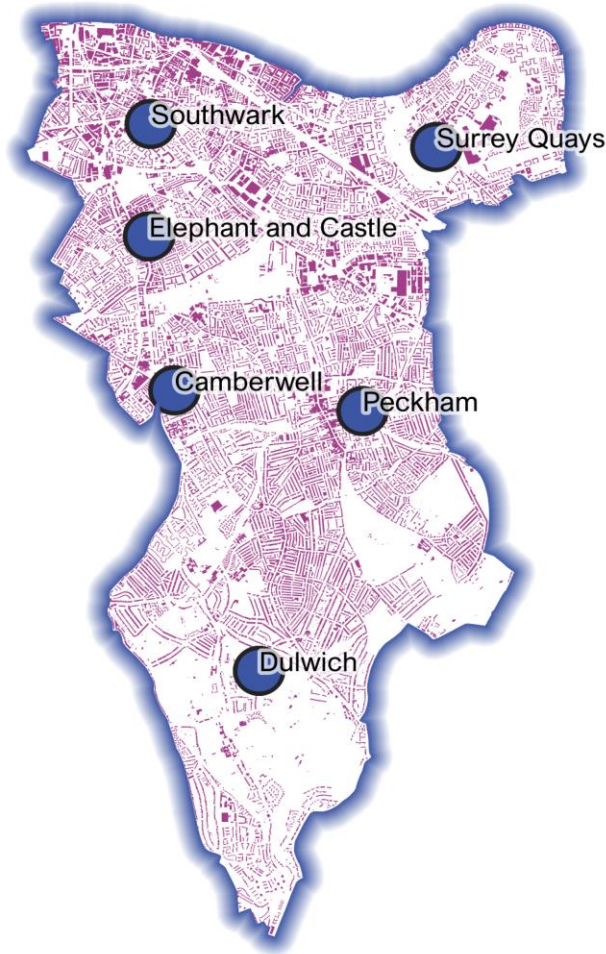 Southwark
Surrey Quays
Elephant and Castle
Camberwell
Peckham
Dulwich